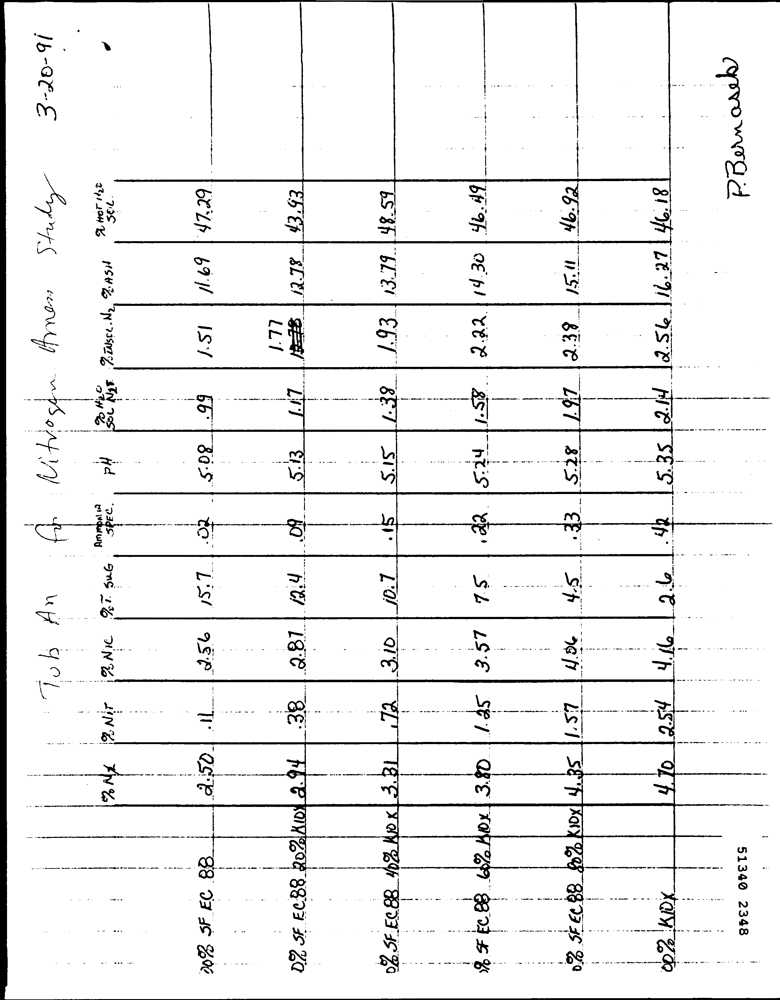 Tob An for Nitrogen Amen Study 3-20-91
% N2 % NIT % NIC % T. SUG AMMONIA SPEC. PH % H2O SOL N2 % INSOL. N2 % ASH % HOT H2O SOL.
00% SF EC 88 2.50 .11 2.56 15.7 .02 5.08 .99 1.51 11.69 47.29
0% SF EC 88 20% KIDX 2.94 .38 2.87 12.4 .09 5.13 1.17 1.77 12.78 43.93
0% SF EC 88 40% KIDX 3.31 .72 3.10 10.7 .15 5.15 1.38 1.93 13.79 48.59
0% SF EC 88 60% KIDX 3.80 1.25 3.57 7.5 .22 5.24 1.58 2.22 14.30 46.49
0% SF EC 88 80% KIDX 4.35 1.57 4.06 4.5 .33 5.28 1.97 2.38 15.11 46.92
00% KIDX 4.70 2.54 4.16 2.6 .42 5.35 2.14 2.56 16.27 46.18
P. Bernasek
51340 2348